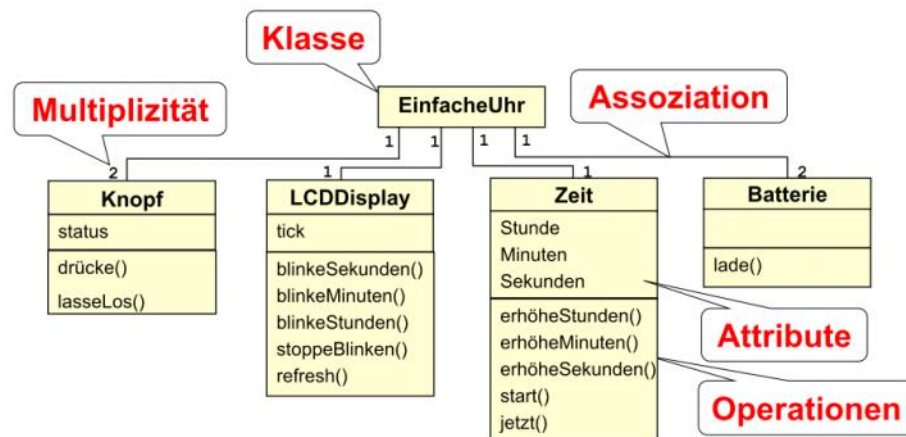 Klasse
EinfacheUhr
Multiplizität
Assoziation
1
1
1
1
2
1
1
2
Knopf
status
drücke()
lasseLos()
LCDDisplay
tick
blinkeSekunden()
blinkeMinuten()
blinkeStunden()
stoppeBlinken()
refresh()
Zeit
Stunde
Minuten
Sekunden
erhöheStunden()
erhöheMinuten()
erhöheSekunden()
start()
jetzt()
Batterie
lade()
Attribute
Operationen